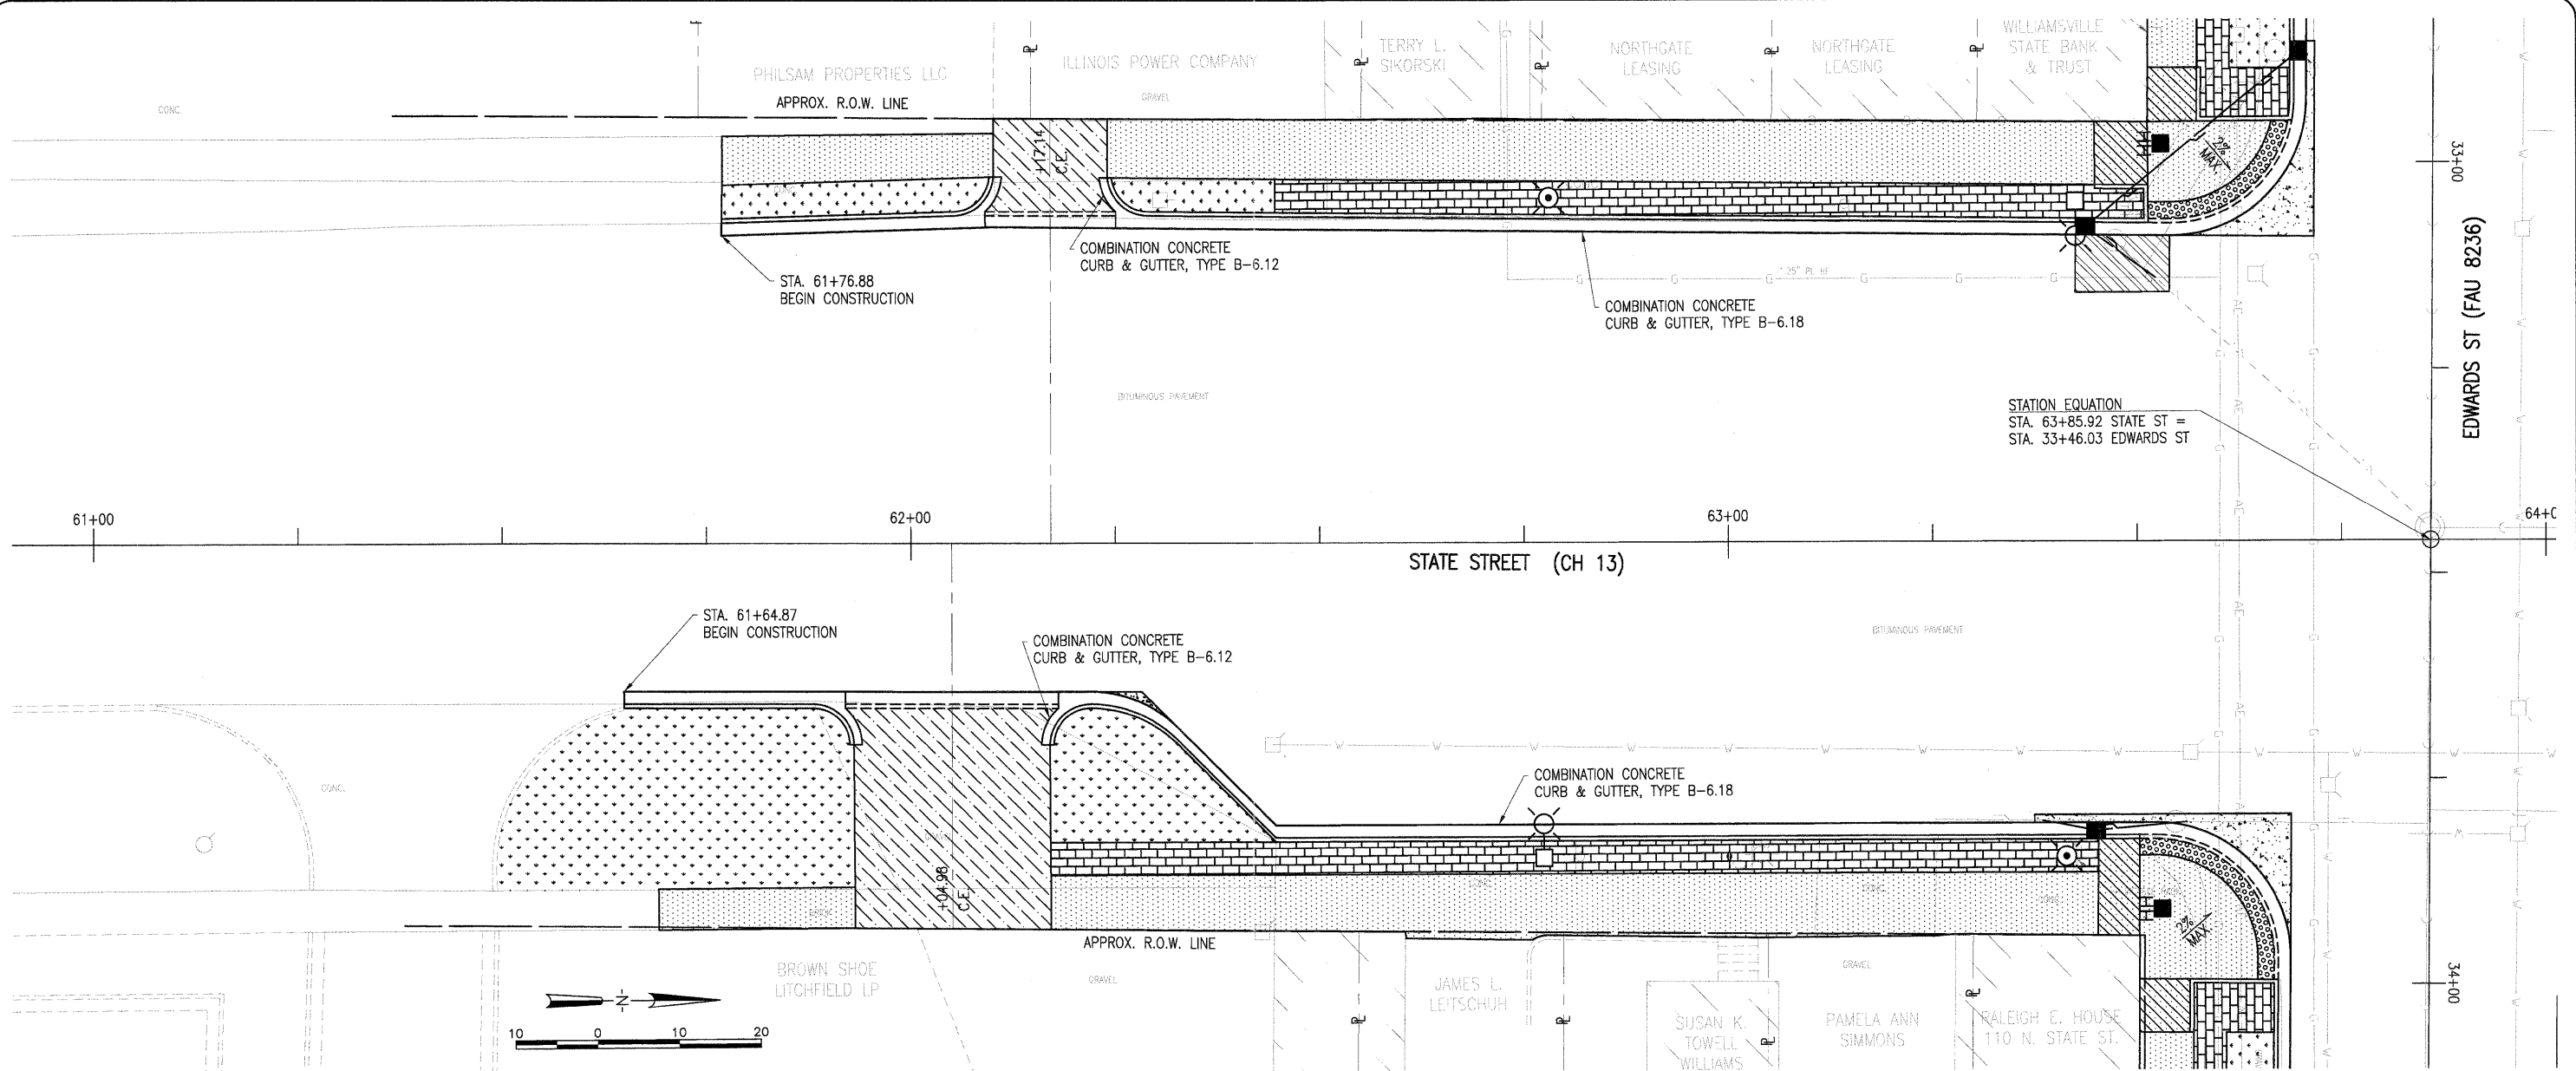 PHILSAM PROPERTIES LLC
ILLINOIS POWER COMPANY
TERRY L.
SIKORSKI
NORTHGATE
LEASING
NORTHGATE
LEASING
WILLIAMSVILLE
STATE BANK
& TRUST
CONC.
APPROX. R.O.W. LINE
GRAVEL
+17.14
C.E.
2%
MAX.
33+00
COMBINATION CONCRETE
CURB & GUTTER, TYPE B-6.12
STA. 61+76.88
BEGIN CONSTRUCTION
COMBINATION CONCRETE
CURB & GUTTER, TYPE B-6.18
EDWARDS ST (FAU 8236)
BITUMINOUS PAVEMENT
STATION EQUATION
STA. 63+85.92 STATE ST =
STA. 33+46.03 EDWARDS ST
61+00
62+00
63+00
64+0
STATE STREET (CH 13)
STA. 61+64.87
BEGIN CONSTRUCTION
COMBINATION CONCRETE
CURB & GUTTER, TYPE B-6.12
BITUMINOUS PAVEMENT
COMBINATION CONCRETE
CURB & GUTTER, TYPE B-6.18
CONC.
+04.98
C.E.
2%
MAX.
34+00
APPROX. R.O.W. LINE
BROWN SHOE
LITCHFIELD LP
GRAVEL
JAMES L.
LEITSCHUH
GRAVEL
SUSAN K.
TOWELL
WILLIAMS
PAMELA ANN
SIMMONS
RALEIGH E. HOUSE
110 N. STATE ST.
-N-
10 0 10 20